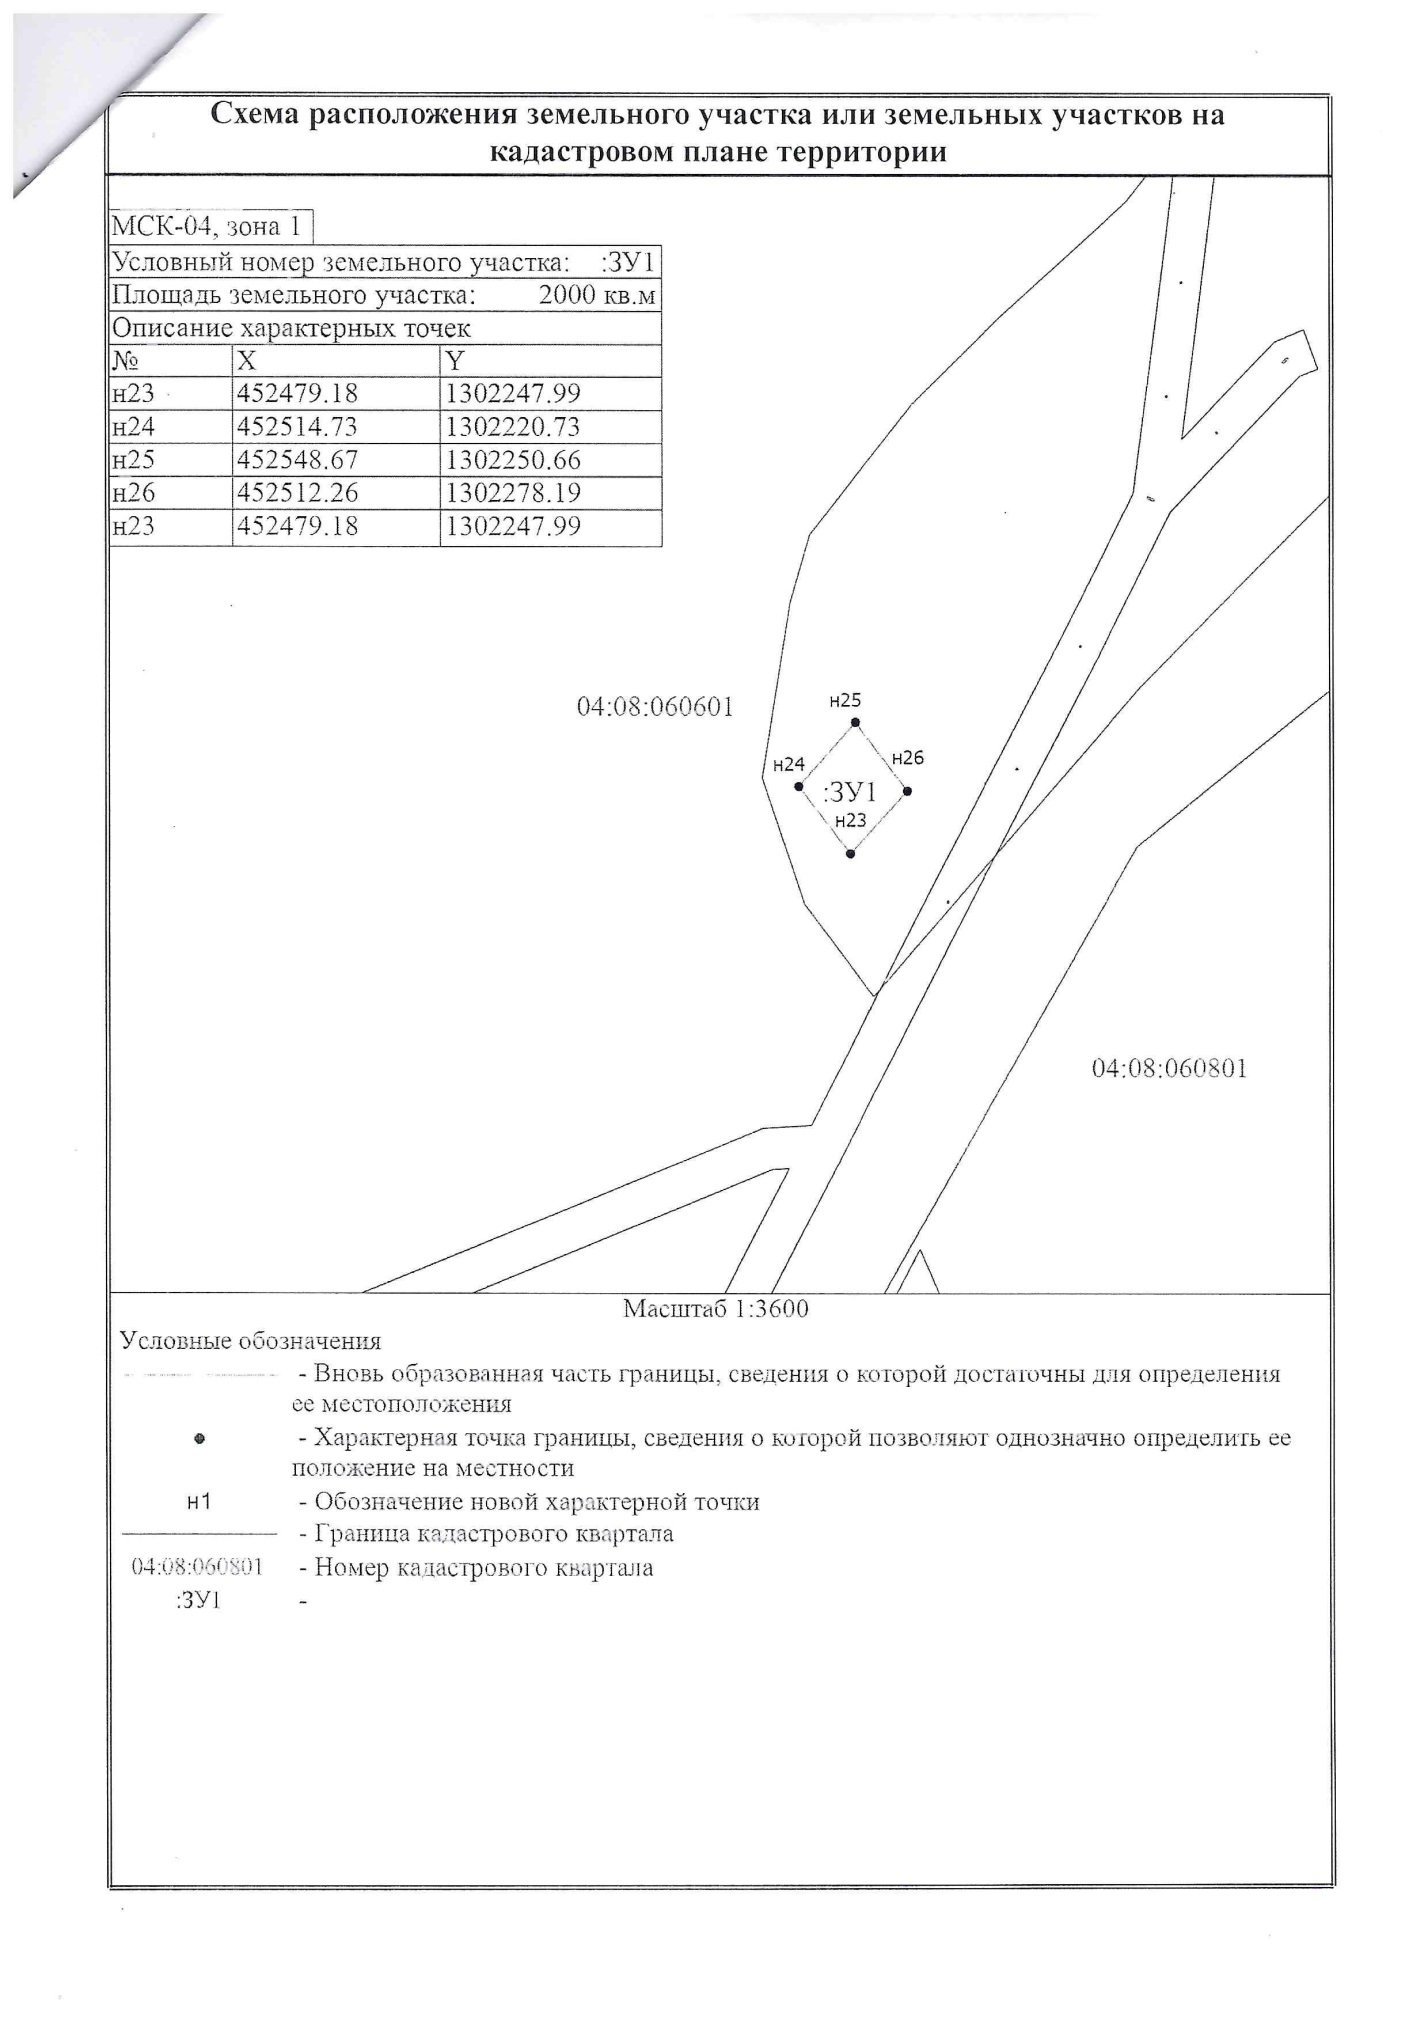 Схема расположения земельного участка или земельных участков на
кадастровом плане территории
МСК-04, зона 1
Условный номер земельного участка: :ЗУ1
Площадь земельного участка: 2000 кв.м
Описание характерных точек
№ X Y
н23 452479.18 1302247.99
н24 452514.73 1302220.73
н25 452548.67 1302250.66
н26 452512.26 1302278.19
н23 452479.18 1302247.99
04:08:060601
н25
н24
н26
:ЗУ1
н23
04:08:060801
Масштаб 1:3600
Условные обозначения
- Вновь образованная часть границы, сведения о которой достаточны для определения
ее местоположения
- Характерная точка границы, сведения о которой позволяют однозначно определить ее
положение на местности
н1 - Обозначение новой характерной точки
- Граница кадастрового квартала
04:08:060801 - Номер кадастрового квартала
:ЗУ1 -